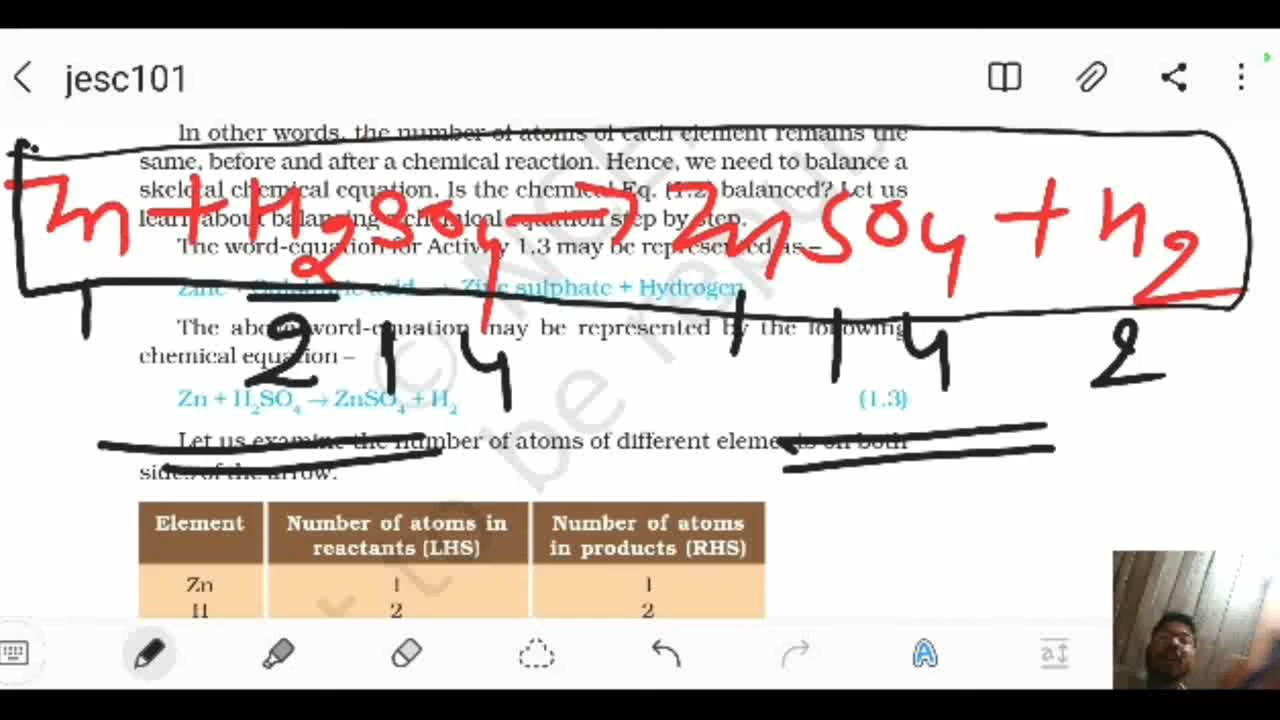 jesc101
In other words, the number of atoms of each element remains the
same, before and after a chemical reaction. Hence, we need to balance a
skeletal chemical equation. Is the chemical Eq. (1.2) balanced? Let us
learn about balancing a chemical equation step by step.
Zn + H2SO4 → ZnSO4 + H2
The word-equation for Activity 1.3 may be represented as –
Zinc + Sulphuric acid → Zinc sulphate + Hydrogen
1 2 1 4 1 1 4 2
The above word-equation may be represented by the following
chemical equation –
Zn + H2SO4 → ZnSO4 + H2 (1.3)
Let us examine the number of atoms of different elements on both
sides of the arrow.
Element Number of atoms in reactants (LHS) Number of atoms in products (RHS)
Zn 1 1
H 2 2